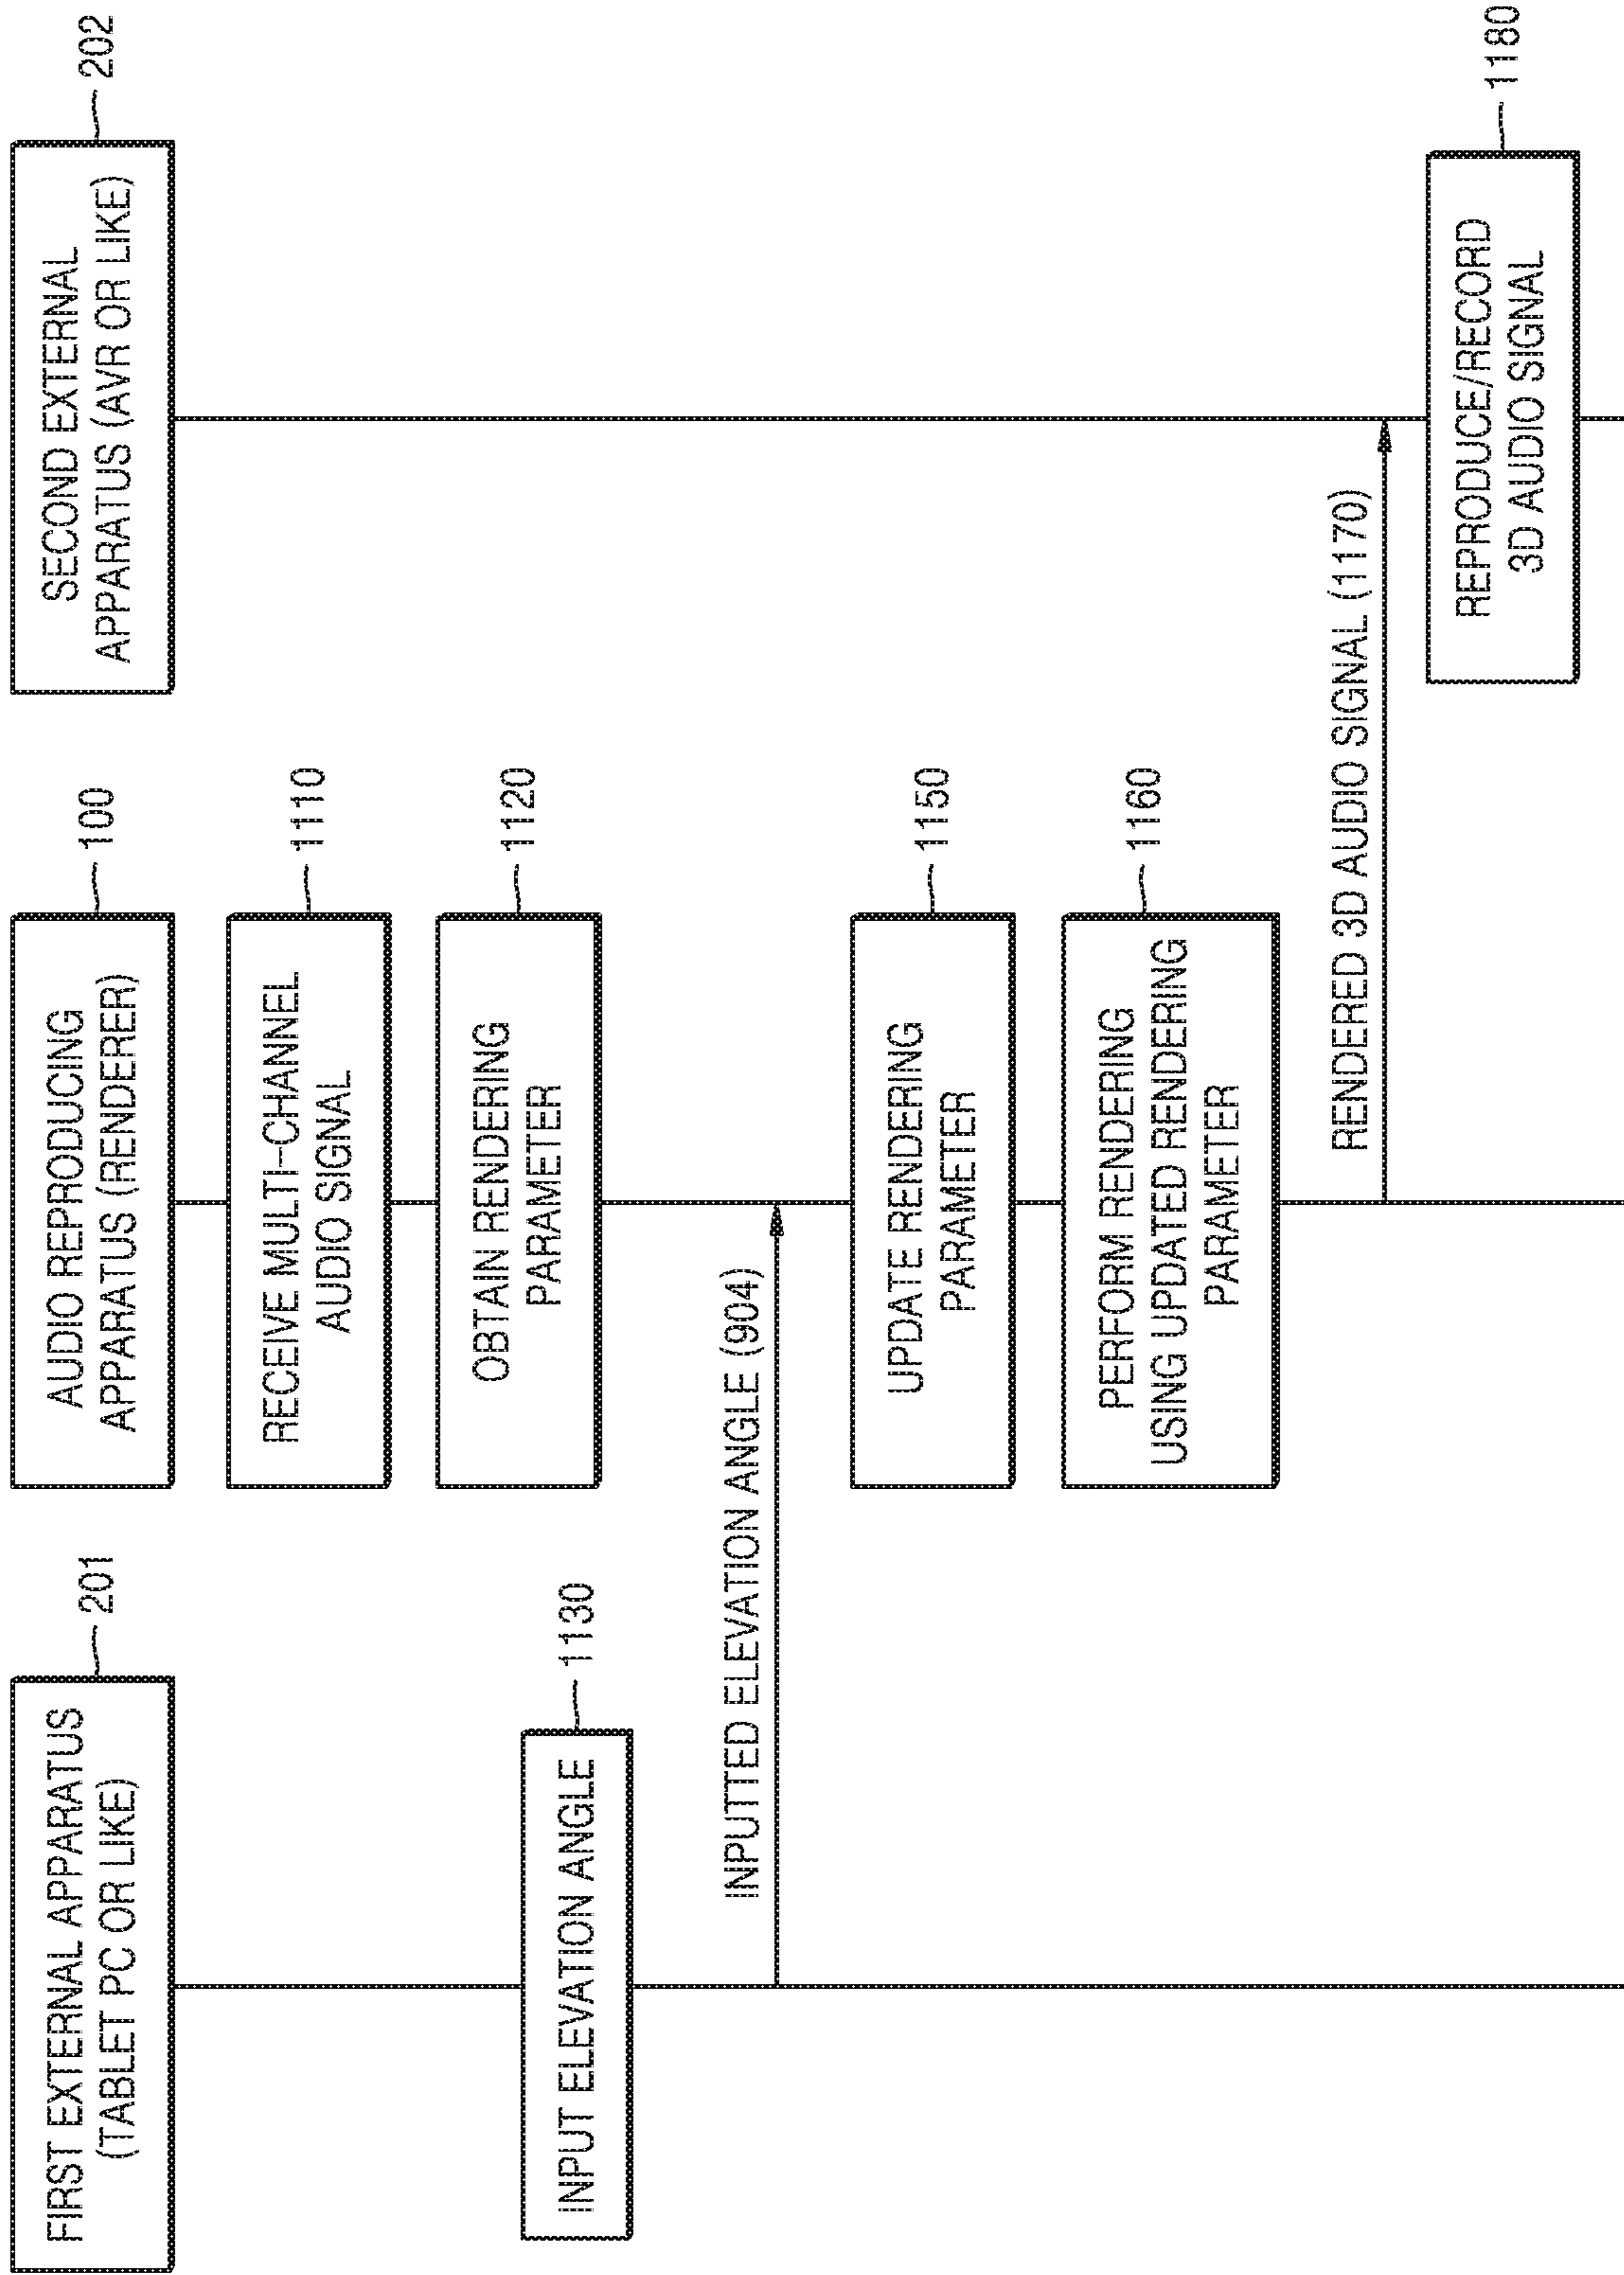 FIRST EXTERNAL APPARATUS
(TABLET PC OR LIKE)
201
AUDIO REPRODUCING
APPARATUS (RENDERER)
100
SECOND EXTERNAL
APPARATUS (AVR OR LIKE)
202
RECEIVE MULTI-CHANNEL
AUDIO SIGNAL
1110
OBTAIN RENDERING
PARAMETER
1120
INPUT ELEVATION ANGLE
1130
INPUTTED ELEVATION ANGLE (904)
UPDATE RENDERING
PARAMETER
1150
PERFORM RENDERING
USING UPDATED RENDERING
PARAMETER
1160
RENDERED 3D AUDIO SIGNAL (1170)
REPRODUCE/RECORD
3D AUDIO SIGNAL
1180